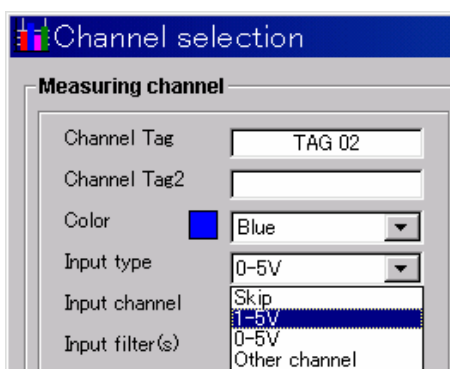 Channel selection
Measuring channel
Channel Tag TAG 02
Channel Tag2
Color Blue
Input type 0-5V
Input channel Skip
1-5V
Input filter(s) 0-5V
Other channel